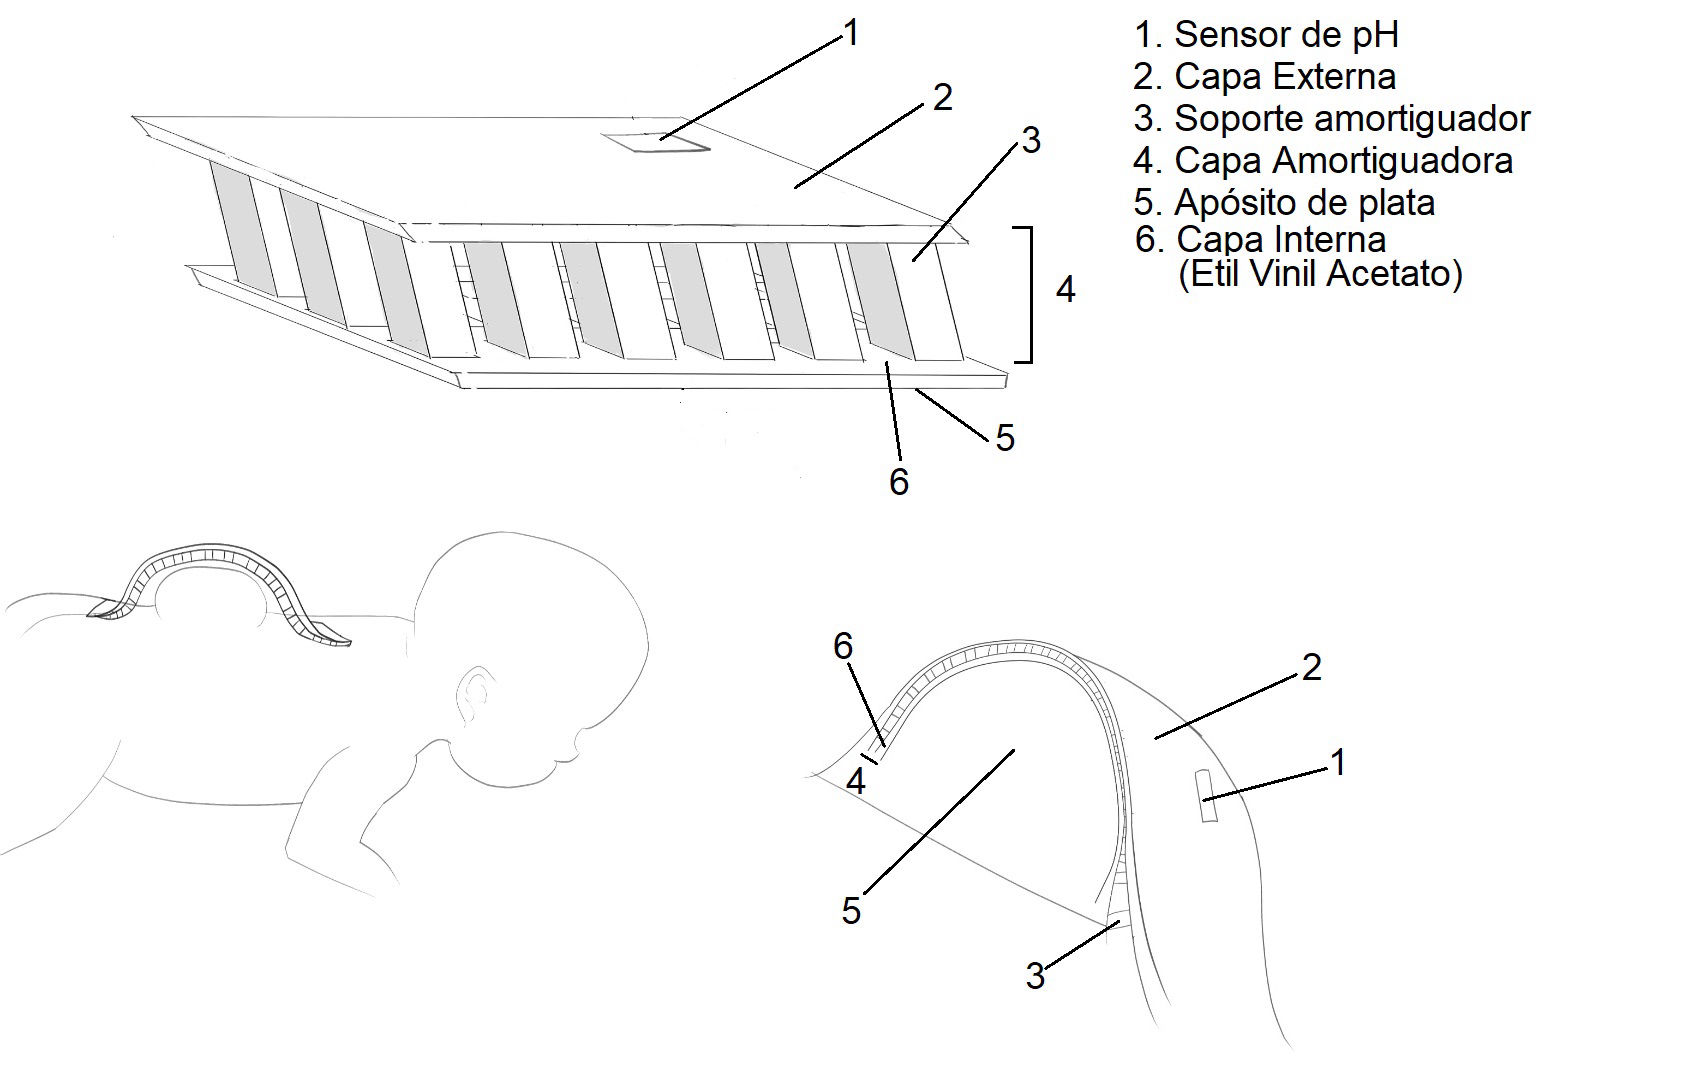 1
2
3
4
5
6
1. Sensor de pH
2. Capa Externa
3. Soporte amortiguador
4. Capa Amortiguadora
5. Apósito de plata
6. Capa Interna
(Etil Vinil Acetato)
6
2
1
4
5
3